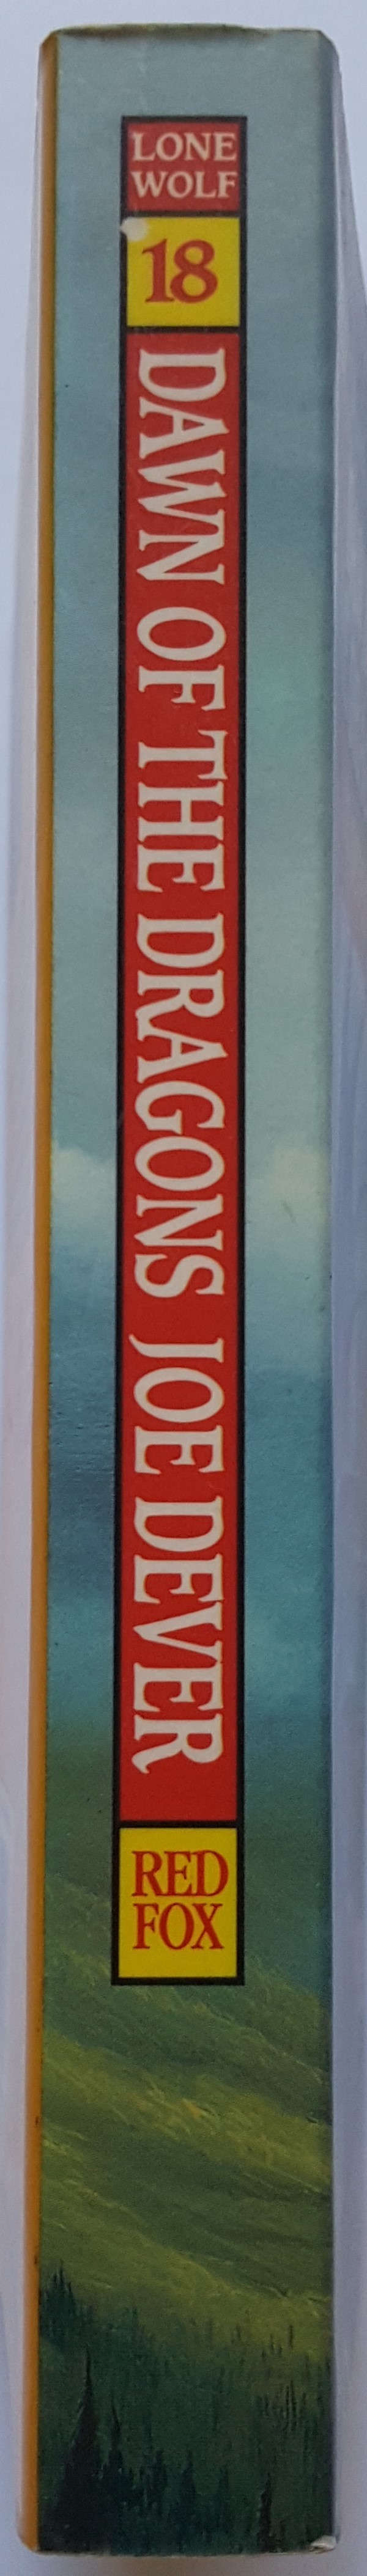 LONE
WOLF
18
DAWN OF THE DRAGONS JOE DEVER
RED
FOX